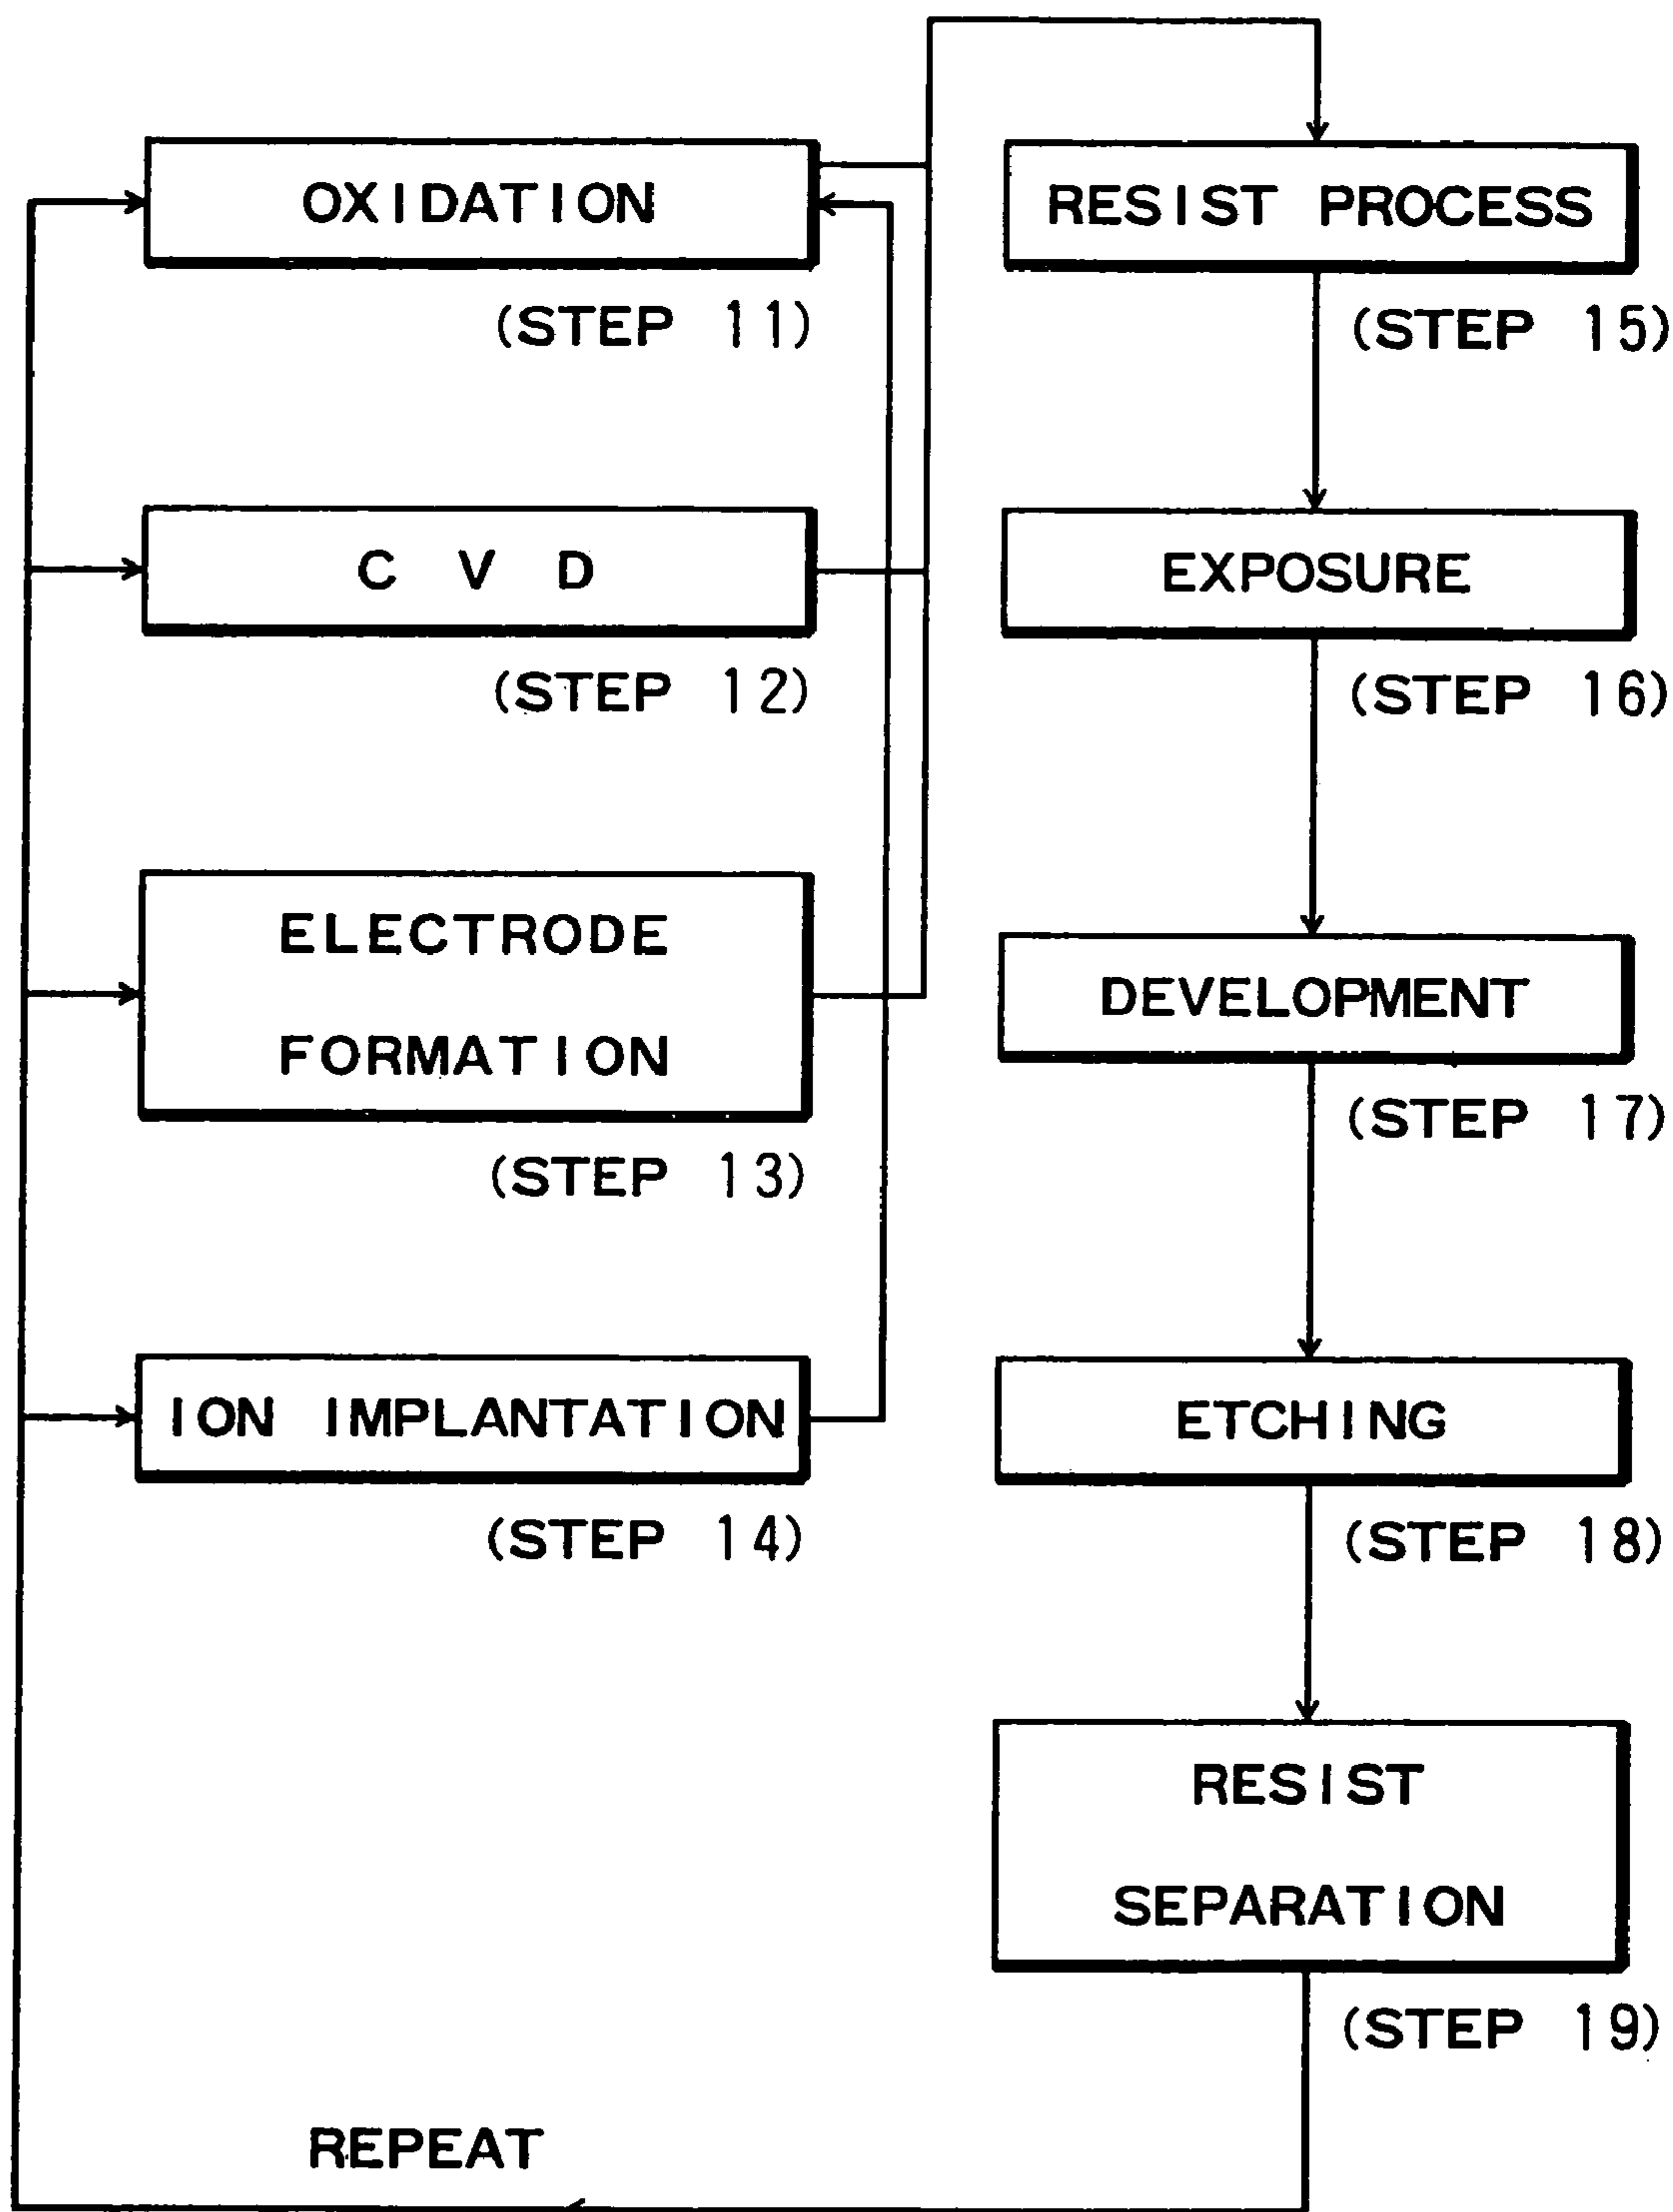 OXIDATION
(STEP 11)
C V D
(STEP 12)
ELECTRODE
FORMATION
(STEP 13)
ION IMPLANTATION
(STEP 14)
RESIST PROCESS
(STEP 15)
EXPOSURE
(STEP 16)
DEVELOPMENT
(STEP 17)
ETCHING
(STEP 18)
RESIST
SEPARATION
(STEP 19)
REPEAT